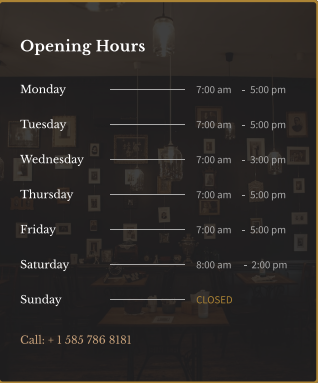 Opening Hours
Monday 7:00 am - 5:00 pm
Tuesday 7:00 am - 5:00 pm
Wednesday 7:00 am - 3:00 pm
Thursday 7:00 am - 5:00 pm
Friday 7:00 am - 5:00 pm
Saturday 8:00 am - 2:00 pm
Sunday CLOSED
Call: + 1 585 786 8181